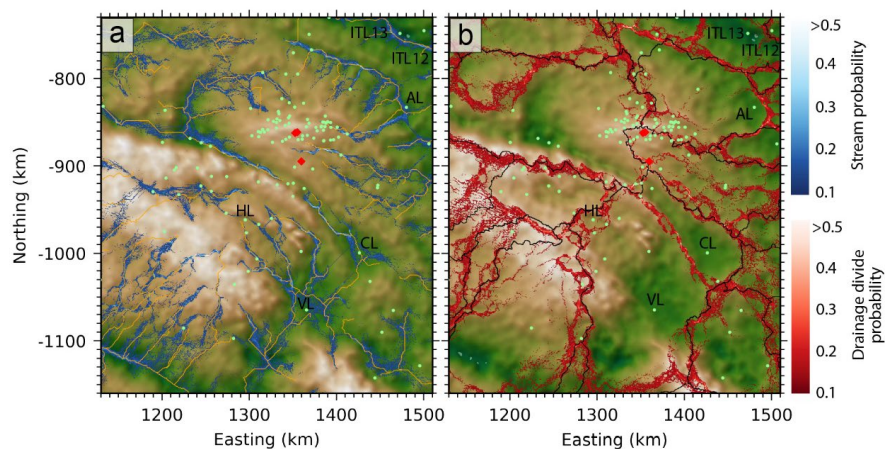 a
ITL13
ITL12
AL
HL
CL
VL
-800
-900
-1000
-1100
Northing (km)
1200
1300
1400
1500
Easting (km)
b
ITL13
ITL12
AL
HL
CL
VL
1200
1300
1400
1500
Easting (km)
>0.5
0.4
0.3
0.2
0.1
Stream probability
>0.5
0.4
0.3
0.2
0.1
Drainage divide
probability